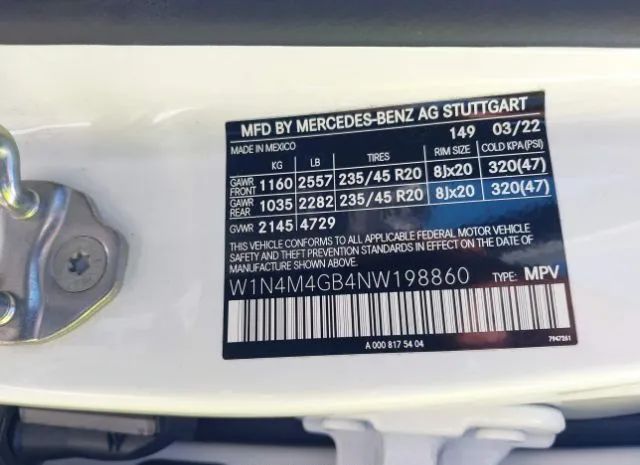 MFD BY MERCEDES-BENZ AG STUTTGART
MADE IN MEXICO 149 03/22
KG LB TIRES RIM SIZE COLD KPA(PSI)
GAWR FRONT 1160 2557 235/45 R20 8Jx20 320(47)
GAWR REAR 1035 2282 235/45 R20 8Jx20 320(47)
GVWR 2145 4729
THIS VEHICLE CONFORMS TO ALL APPLICABLE FEDERAL MOTOR VEHICLE
SAFETY AND THEFT PREVENTION STANDARDS IN EFFECT ON THE DATE
OF MANUFACTURE SHOWN ABOVE.
W1N4M4GB4NW198860 TYPE: MPV
A 000 817 54 04 7947261